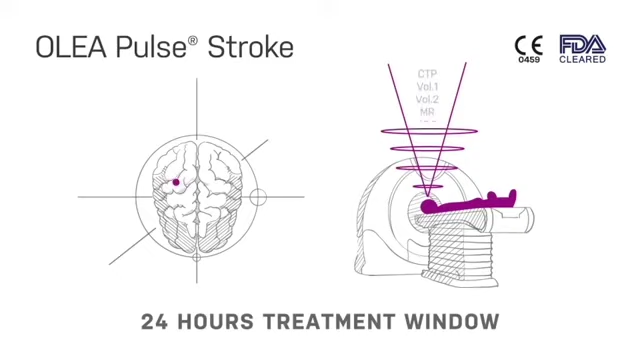 OLEA Pulse® Stroke
CE
0459
FDA
CLEARED
CTP
Vol.1
Vol.2
MR
24 HOURS TREATMENT WINDOW